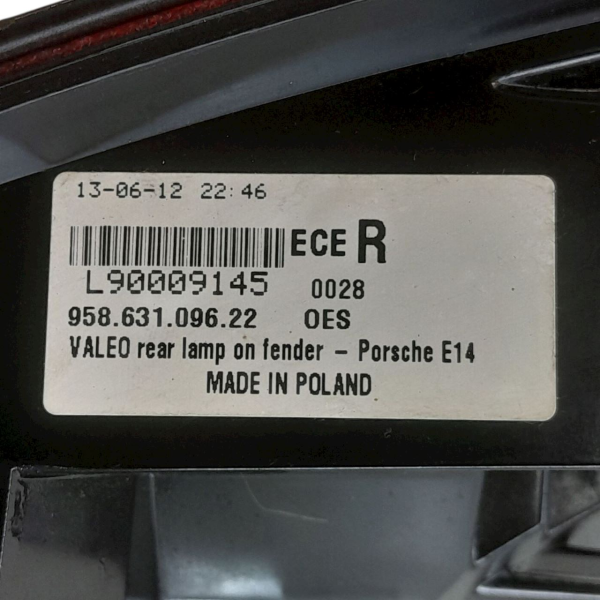 13-06-12 22:46
ECE R
L90009145 0028
958.631.096.22 OES
VALEO rear lamp on fender - Porsche E14
MADE IN POLAND